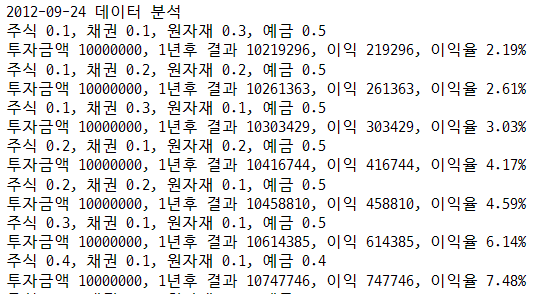 2012-09-24 데이터 분석
주식 0.1, 채권 0.1, 원자재 0.3, 예금 0.5
투자금액 10000000, 1년후 결과 10219296, 이익 219296, 이익율 2.19%
주식 0.1, 채권 0.2, 원자재 0.2, 예금 0.5
투자금액 10000000, 1년후 결과 10261363, 이익 261363, 이익율 2.61%
주식 0.1, 채권 0.3, 원자재 0.1, 예금 0.5
투자금액 10000000, 1년후 결과 10303429, 이익 303429, 이익율 3.03%
주식 0.2, 채권 0.1, 원자재 0.2, 예금 0.5
투자금액 10000000, 1년후 결과 10416744, 이익 416744, 이익율 4.17%
주식 0.2, 채권 0.2, 원자재 0.1, 예금 0.5
투자금액 10000000, 1년후 결과 10458810, 이익 458810, 이익율 4.59%
주식 0.3, 채권 0.1, 원자재 0.1, 예금 0.5
투자금액 10000000, 1년후 결과 10614385, 이익 614385, 이익율 6.14%
주식 0.4, 채권 0.1, 원자재 0.1, 예금 0.4
투자금액 10000000, 1년후 결과 10747746, 이익 747746, 이익율 7.48%